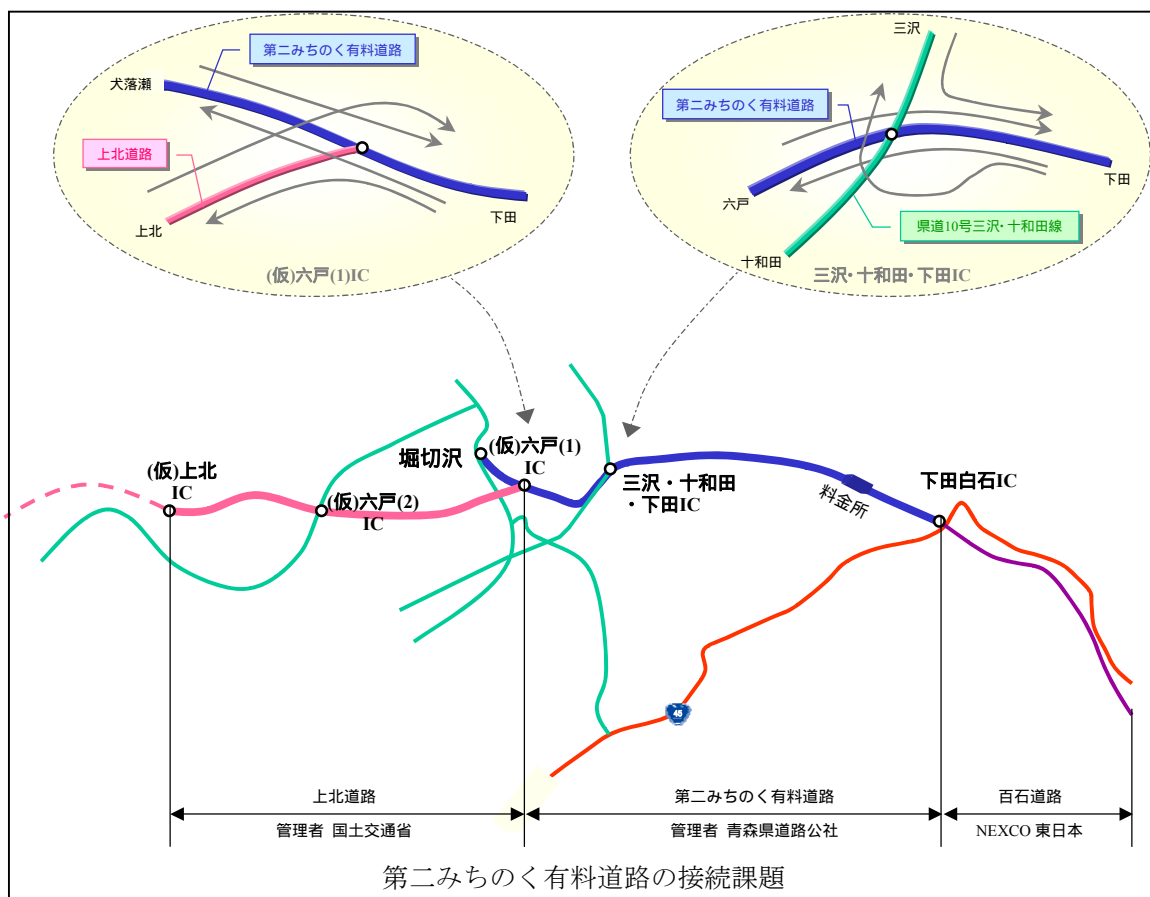 第二みちのく有料道路
犬落瀬
上北道路
下田
上北
(仮)六戸(1)IC
三沢
第二みちのく有料道路
下田
六戸
県道10号三沢・十和田線
十和田
三沢・十和田・下田IC
(仮)上北
IC
(仮)六戸(2)
IC
堀切沢
(仮)六戸(1)
IC
三沢・十和田
・下田IC
料金所
下田白石IC
45
上北道路
管理者 国土交通省
第二みちのく有料道路
管理者 青森県道路公社
百石道路
NEXCO 東日本
第二みちのく有料道路の接続課題